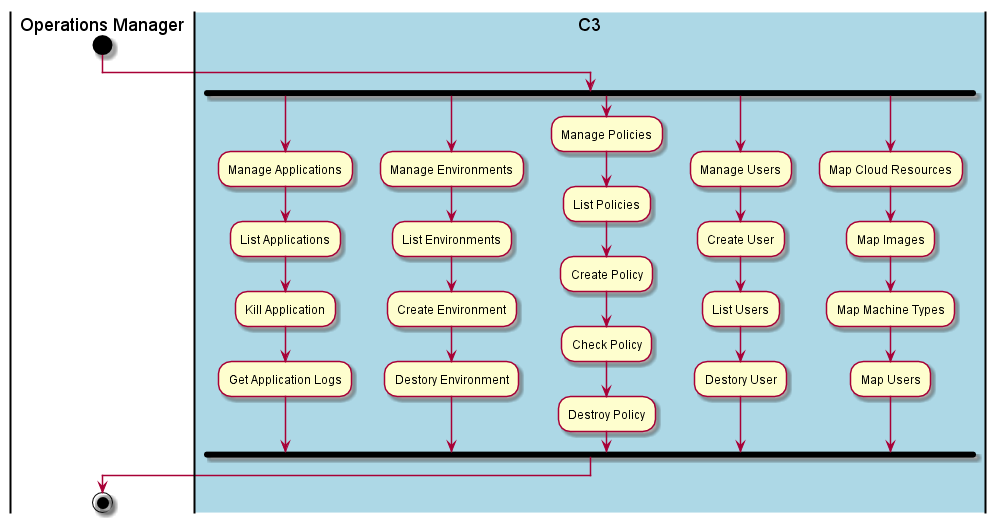 Operations Manager
C3
Manage Applications
List Applications
Kill Application
Get Application Logs
Manage Environments
List Environments
Create Environment
Destory Environment
Manage Policies
List Policies
Create Policy
Check Policy
Destroy Policy
Manage Users
Create User
List Users
Destory User
Map Cloud Resources
Map Images
Map Machine Types
Map Users